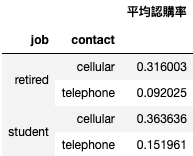 平均認購率
job contact
retired cellular 0.316003
telephone 0.092025
student cellular 0.363636
telephone 0.151961